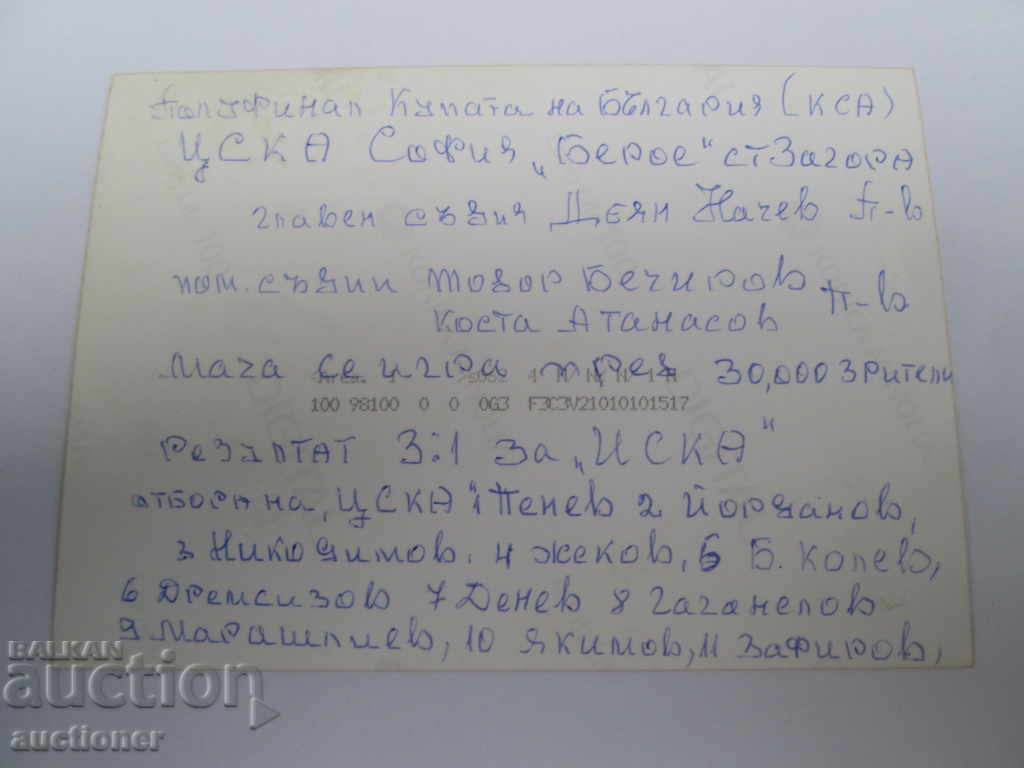 Полуфинал Купата на България (КСА)
ЦСКА София „Берое" ст Загора
главен съдия Деян Начев П-в
пом. съдии Тодор Бечиров П-в
Коста Атанасов
Мача се игра пред 30,000 зрители
100 98100 0 0 0G3 F3C3V21010101517
Резултат 3:1 За „ЦСКА"
отбора на „ЦСКА" 1 Пенев 2 Йорданов,
3 Никодимов, 4 Жеков, 5 Б. Колев,
6 Дремсизов 7 Денев 8 Гаганелов
9 Марашлиев, 10 Якимов, 11 Зафиров,
BALKAN
auction
auctioner